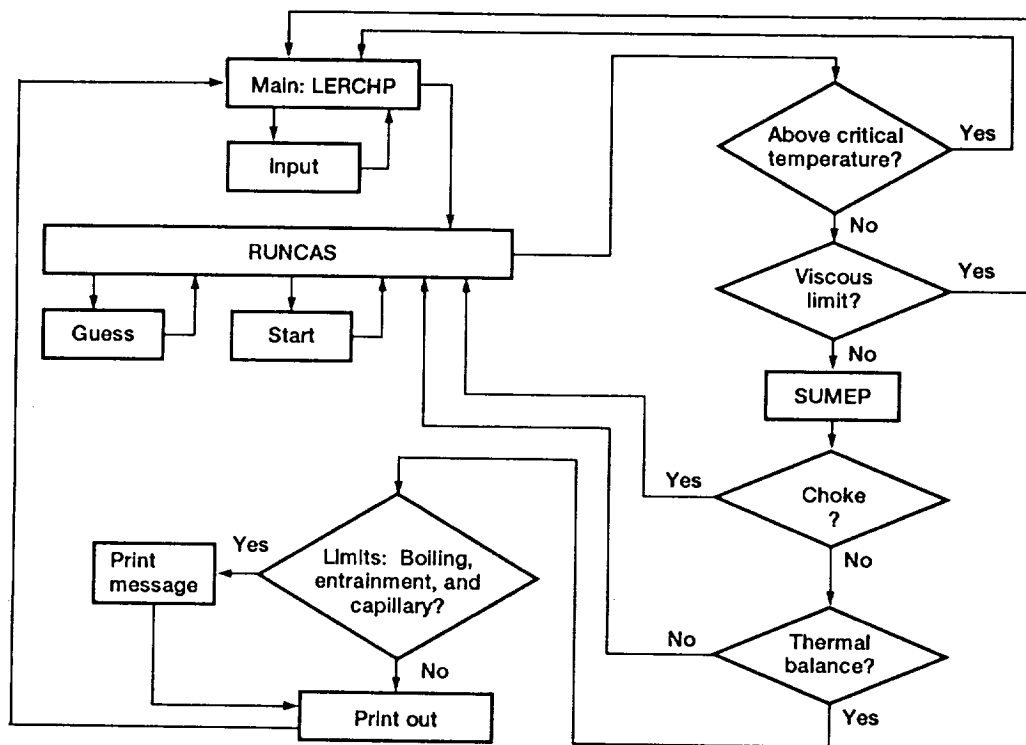 Main: LERCHP
Input
RUNCAS
Guess
Start
Above critical
temperature?
Yes
No
Viscous
limit?
Yes
No
SUMEP
Choke
?
Yes
No
Thermal
balance?
No
Yes
LImits: Boiling,
entrainment, and
capillary?
Yes
No
Print
message
Print out